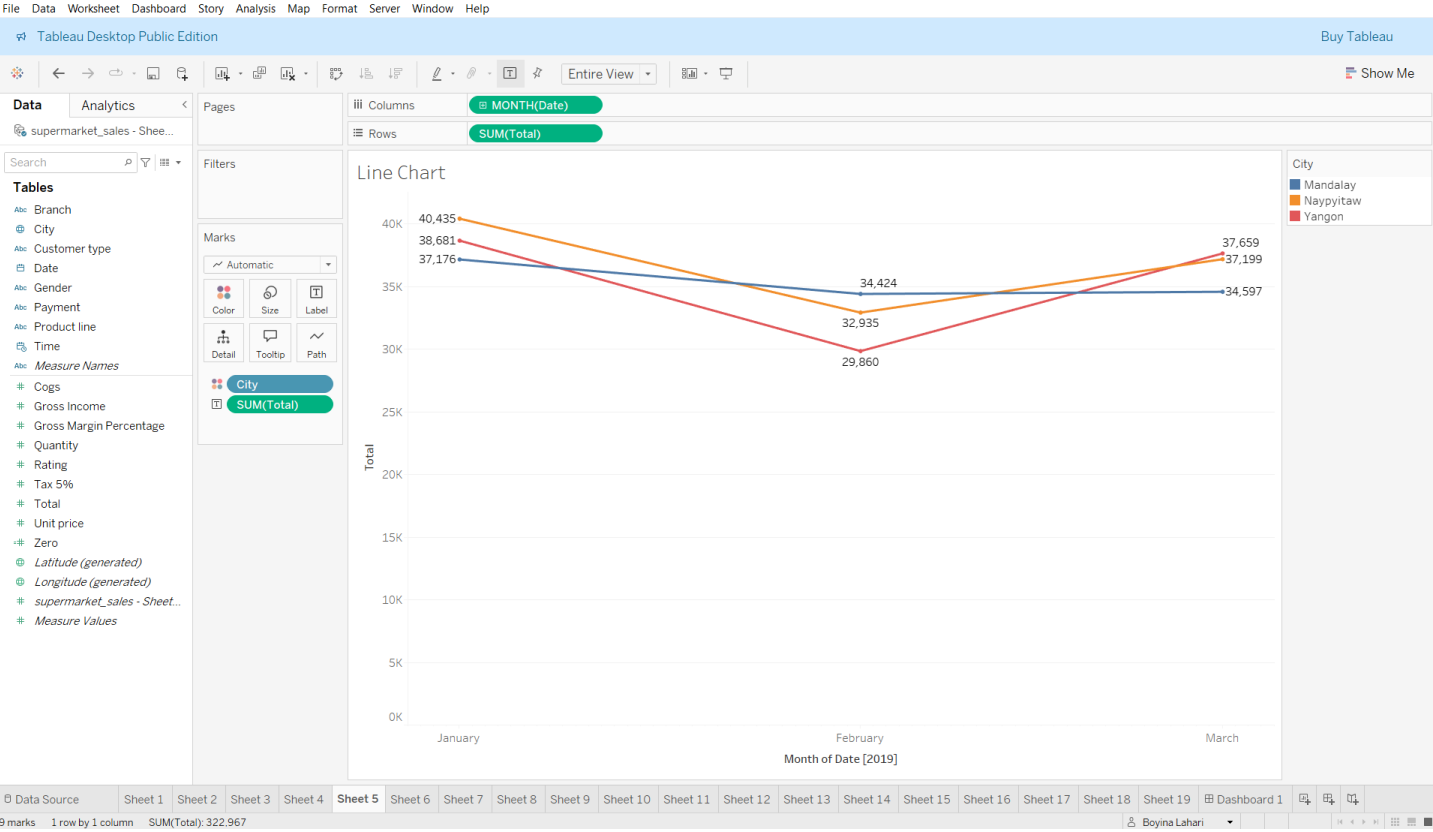 File Data Worksheet Dashboard Story Analysis Map Format Server Window Help
Tableau Desktop Public Edition
Buy Tableau
Entire View
Show Me
Data
Analytics
supermarket_sales - Shee...
Search
Tables
Abc Branch
City
Abc Customer type
Date
Abc Gender
Abc Payment
Abc Product line
Time
Abc Measure Names
# Cogs
# Gross Income
# Gross Margin Percentage
# Quantity
# Rating
# Tax 5%
# Total
# Unit price
=# Zero
Latitude (generated)
Longitude (generated)
# supermarket_sales - Sheet...
# Measure Values
Pages
Filters
Marks
Automatic
Color Size Label
Detail Tooltip Path
City
SUM(Total)
Columns MONTH(Date)
Rows SUM(Total)
Line Chart
40K
35K
30K
25K
20K
15K
10K
5K
0K
Total
40,435
38,681
37,176
34,424
32,935
29,860
37,659
37,199
34,597
January February March
Month of Date [2019]
City
Mandalay
Naypyitaw
Yangon
Data Source Sheet 1 Sheet 2 Sheet 3 Sheet 4 Sheet 5 Sheet 6 Sheet 7 Sheet 8 Sheet 9 Sheet 10 Sheet 11 Sheet 12 Sheet 13 Sheet 14 Sheet 15 Sheet 16 Sheet 17 Sheet 18 Sheet 19 Dashboard 1
9 marks 1 row by 1 column SUM(Total): 322,967
Boyina Lahari